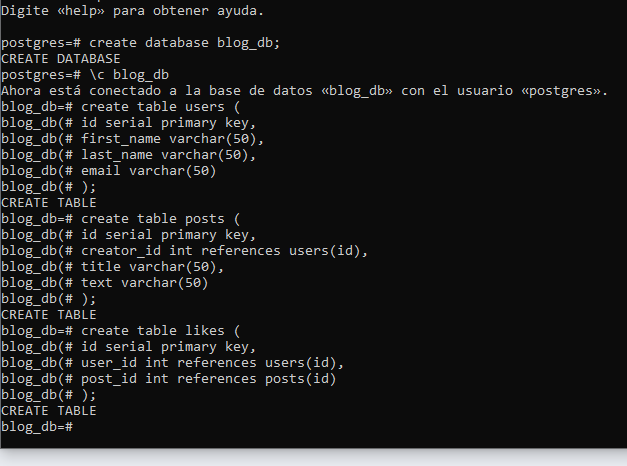 Digite «help» para obtener ayuda.
postgres=# create database blog_db;
CREATE DATABASE
postgres=# \c blog_db
Ahora está conectado a la base de datos «blog_db» con el usuario «postgres».
blog_db=# create table users (
blog_db(# id serial primary key,
blog_db(# first_name varchar(50),
blog_db(# last_name varchar(50),
blog_db(# email varchar(50)
blog_db(# );
CREATE TABLE
blog_db=# create table posts (
blog_db(# id serial primary key,
blog_db(# creator_id int references users(id),
blog_db(# title varchar(50),
blog_db(# text varchar(50)
blog_db(# );
CREATE TABLE
blog_db=# create table likes (
blog_db(# id serial primary key,
blog_db(# user_id int references users(id),
blog_db(# post_id int references posts(id)
blog_db(# );
CREATE TABLE
blog_db=#